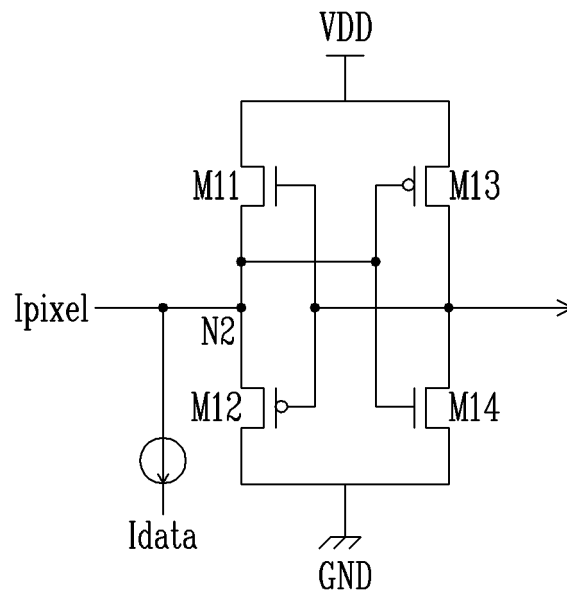 VDD
M11
M13
Ipixel
N2
M12
M14
Idata
GND